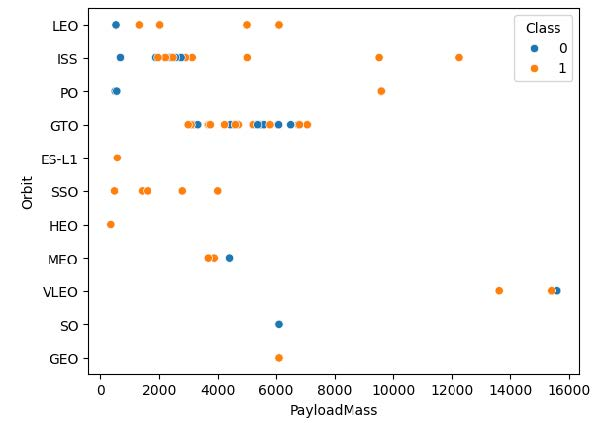 LEO
ISS
PO
GTO
ES-L1
SSO
HEO
MEO
VLEO
SO
GEO
Orbit
Class
0
1
0 2000 4000 6000 8000 10000 12000 14000 16000
PayloadMass